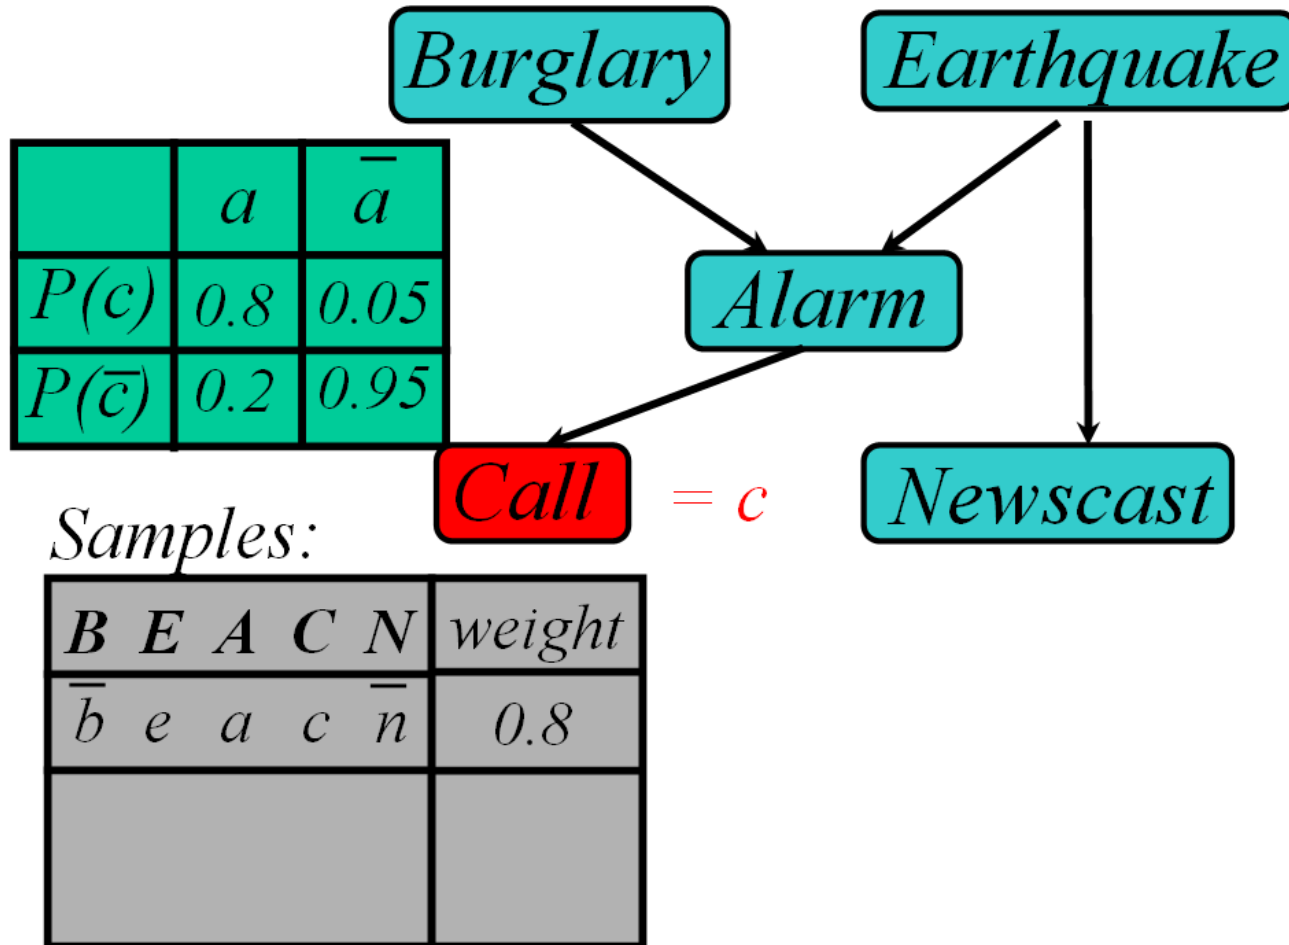 Burglary
Earthquake
a a̅
P(c) 0.8 0.05
P(c̅) 0.2 0.95
Alarm
Call = c
Newscast
Samples:
B E A C N weight
b̅ e a c n̅ 0.8